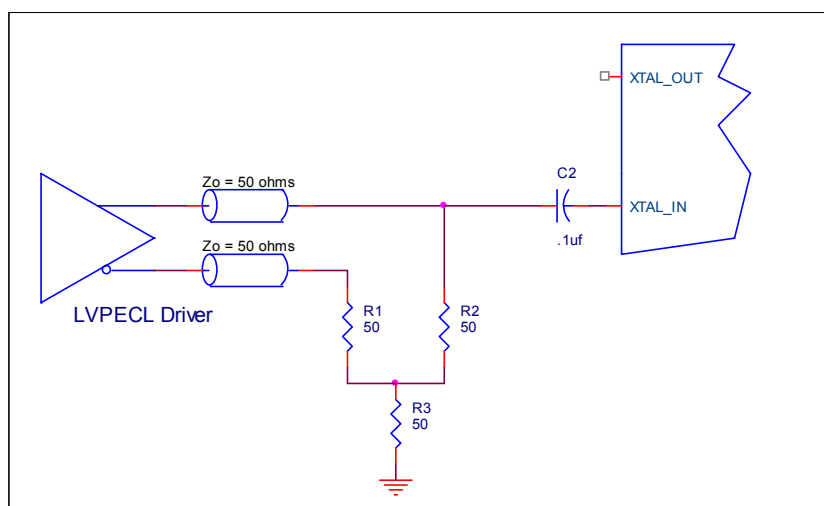 XTAL_OUT
Zo = 50 ohms
C2
XTAL_IN
.1uf
Zo = 50 ohms
LVPECL Driver
R1
50
R2
50
R3
50